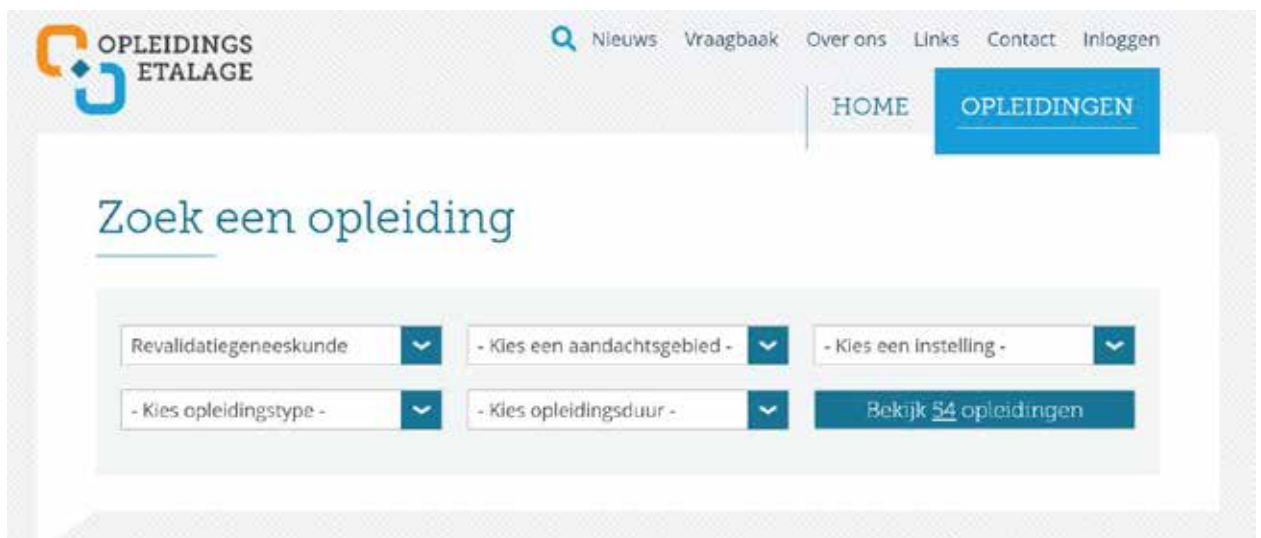 OPLEIDINGS
ETALAGE
Nieuws Vraagbaak Over ons Links Contact Inloggen
HOME OPLEIDINGEN
Zoek een opleiding
Revalidatiegeneeskunde - Kies een aandachtsgebied - - Kies een instelling -
- Kies opleidingstype - - Kies opleidingsduur - Bekijk 54 opleidingen